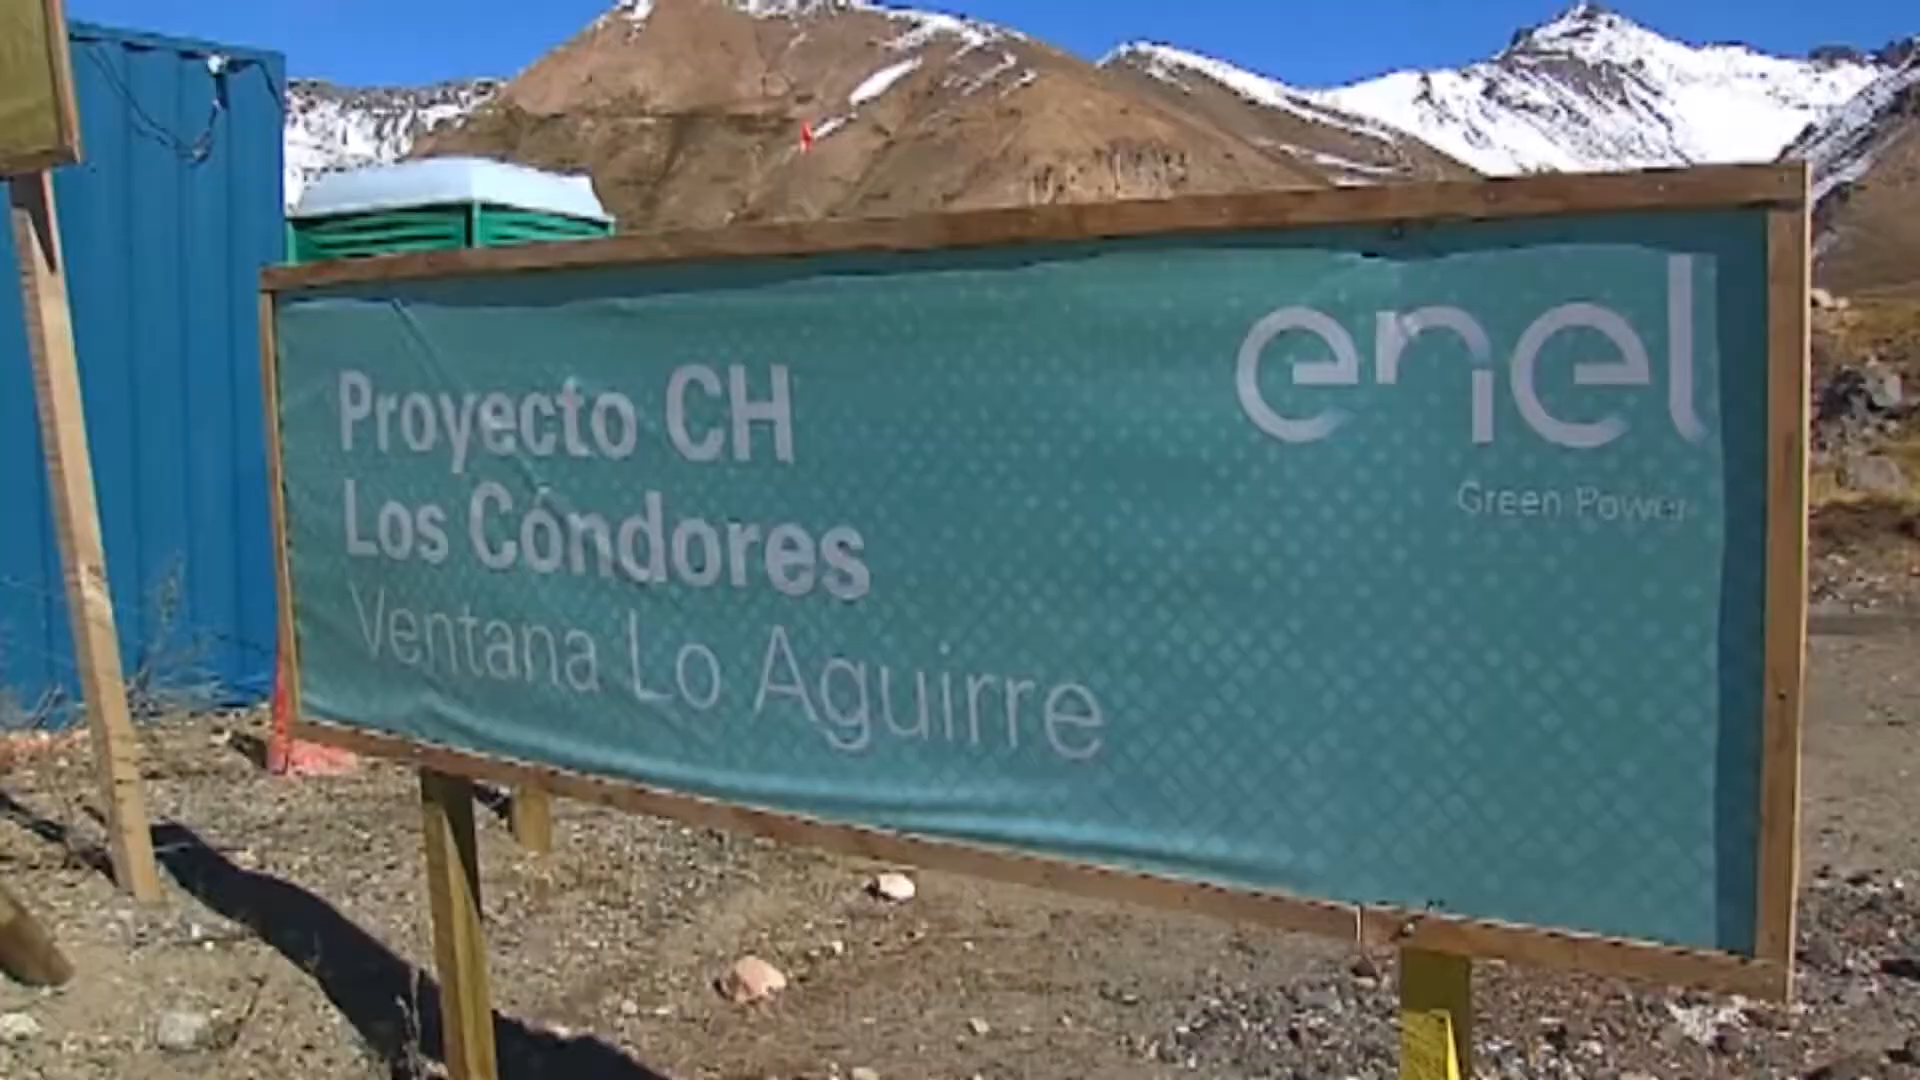 Proyecto CH
Los Cóndores
Ventana Lo Aguirre
enel
Green Power